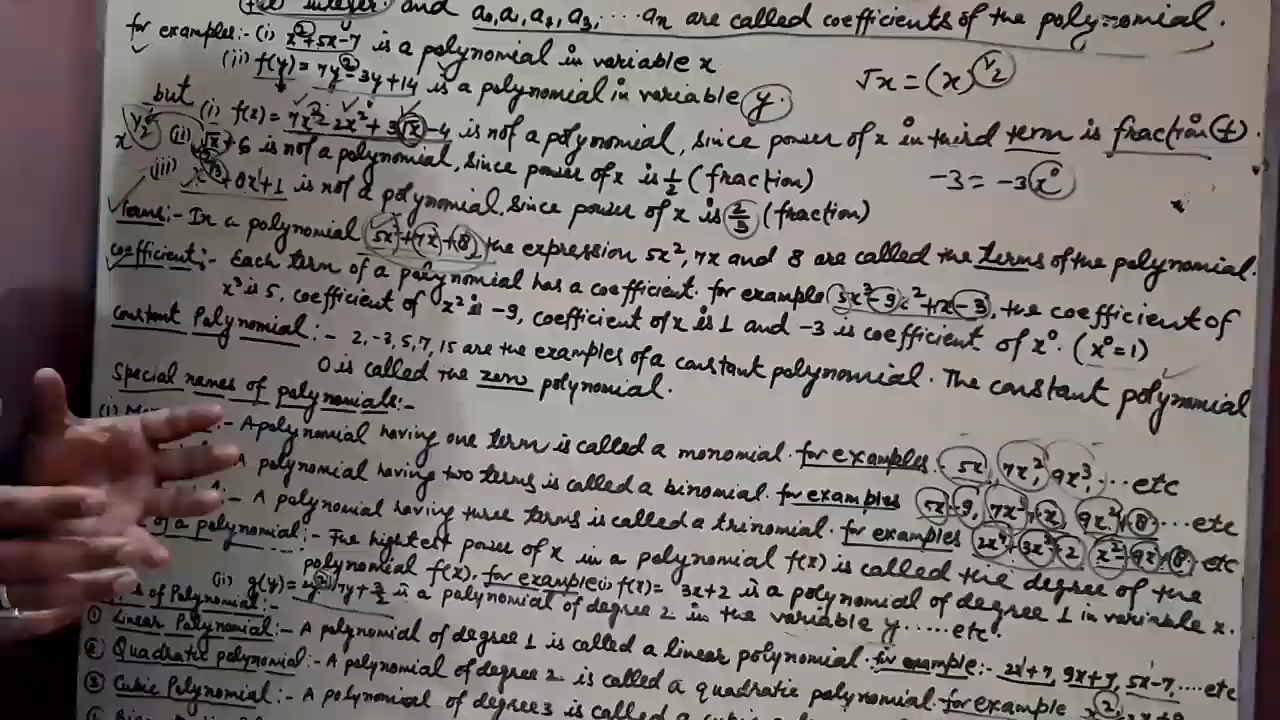 +ve integer. and a₀, a₁, a₂, a₃, ...aₙ are called coefficients of the polynomial.
for examples:- (i) x²+5x-7 is a polynomial in variable x
(ii) f(y) = 7y²-3y+14 is a polynomial in variable y.
√x = (x)^1/2
but (i) f(x) = 7x³-2x²+3√x-4 is not a polynomial, since power of x in third term is fraction
x^1/2 (ii) √x+6 is not a polynomial, since power of x is 1/2 (fraction)
-3 = -3x⁰
(iii) +8x+1 is not a polynomial, since power of x is 2/3 (fraction)
Terms:- In a polynomial 5x²+7x+8, the expression 5x², 7x and 8 are called the terms of the polynomial.
coefficient:- Each term of a polynomial has a coefficient. for example 5x³-9x²+x-3, the coefficient of
x³ is 5, coefficient of x² is -9, coefficient of x is 1 and -3 is coefficient of x⁰. (x⁰=1)
Constant Polynomial:- 2, -3, 5, 7, 15 are the examples of a constant polynomial. The constant polynomial
0 is called the zero polynomial.
Special names of polynomials:-
(i) :- A polynomial having one term is called a monomial. for examples - 5x, 7x², 9x³, ...etc
A polynomial having two terms is called a binomial. for examples 5x-9, 7x²+x, 9x²+8 ...etc
:- A polynomial having three terms is called a trinomial. for examples 2x⁴+3x²+2, x²-9x+8, etc
of a polynomial:- The highest power of x in a polynomial f(x) is called the degree of the
polynomial f(x). for example (i) f(x) = 3x+2 is a polynomial of degree 1 in variable x.
(ii) g(y) = 2y²+7y+ is a polynomial of degree 2 in the variable y.....etc.
of Polynomial:-
① Linear Polynomial:- A polynomial of degree 1 is called a linear polynomial. for example:- 2x+7, 9x+7, 5x-7, ....etc
② Quadratic polynomial:- A polynomial of degree 2 is called a quadratic polynomial. for example
③ Cubic Polynomial:- A polynomial of degree 3 is called a